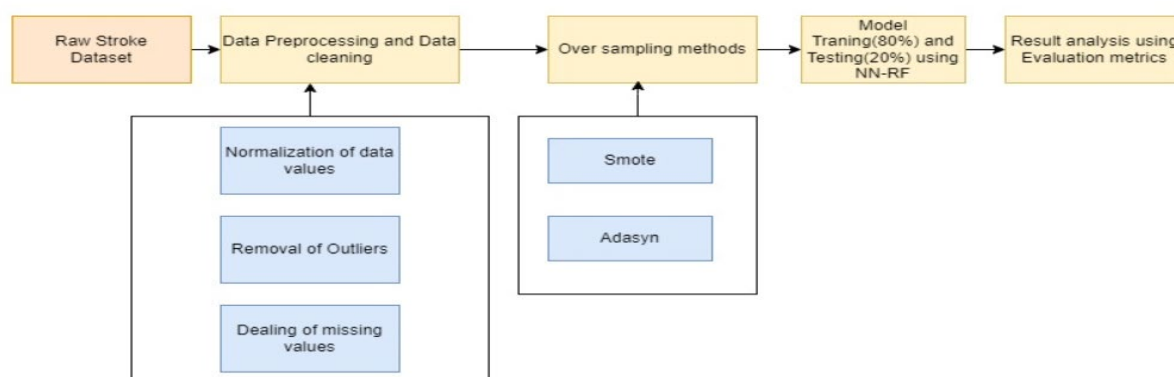 Raw Stroke
Dataset
Data Preprocessing and Data
cleaning
Over sampling methods
Model
Traning(80%) and
Testing(20%) using
NN-RF
Result analysis using
Evaluation metrics
Normalization of data
values
Removal of Outliers
Dealing of missing
values
Smote
Adasyn